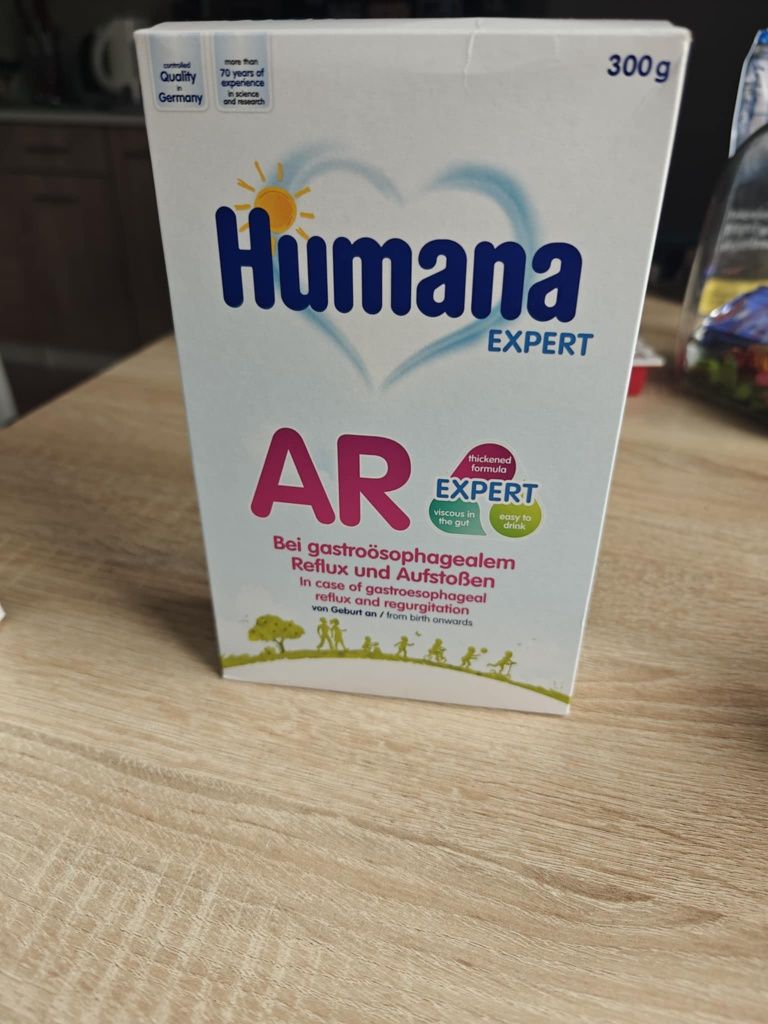 controlled
Quality
in
Germany
more than
70 years of
experience
in science
and research
300 g
Humana
EXPERT
AR
thickened
formula
EXPERT
viscous in
the gut
easy to
drink
Bei gastroösophagealem
Reflux und Aufstoßen
In case of gastroesophageal
reflux and regurgitation
von Geburt an / from birth onwards